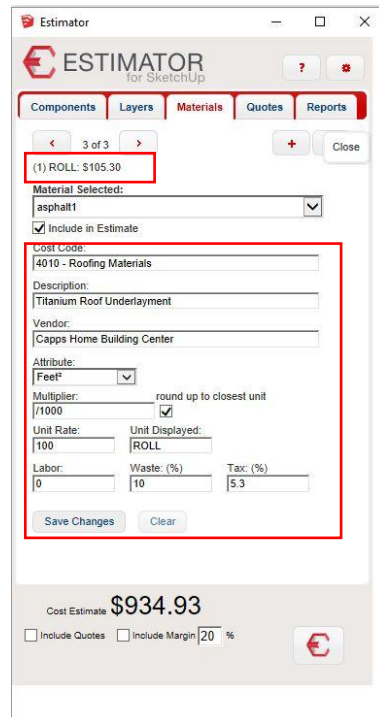 Estimator
ESTIMATOR
for SketchUp
?
Components Layers Materials Quotes Reports
< 3 of 3 > + Close
(1) ROLL: $105.30
Material Selected:
asphalt1
Include in Estimate
Cost Code:
4010 - Roofing Materials
Description:
Titanium Roof Underlayment
Vendor:
Capps Home Building Center
Attribute:
Feet²
Multiplier: round up to closest unit
/1000
Unit Rate: Unit Displayed:
100 ROLL
Labor: Waste: (%) Tax: (%)
0 10 5.3
Save Changes Clear
Cost Estimate $934.93
Include Quotes Include Margin 20 %